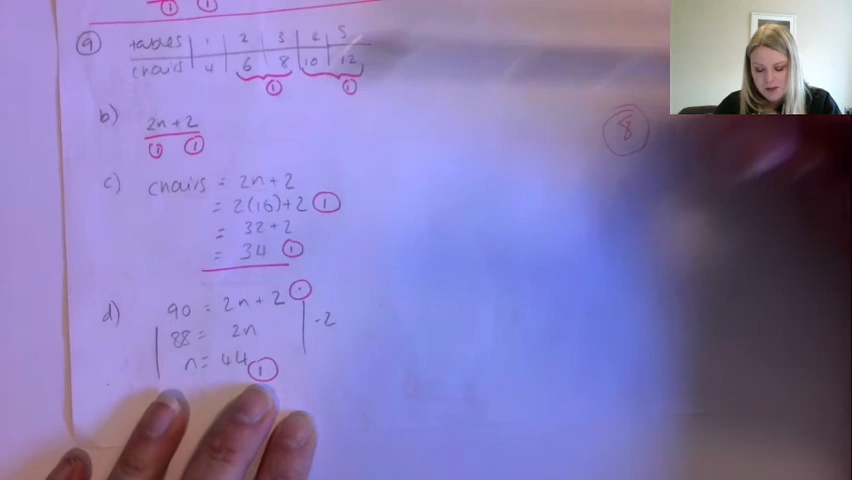 ① ①
⑨ tables | 1 | 2 | 3 | 4 | 5
chairs | 4 | 6 | 8 | 10 | 12
① ①
b) 2n + 2
① ①
8
c) chairs = 2n + 2
= 2(16) + 2 ①
= 32 + 2
= 34 ①
d) 90 = 2n + 2
88 = 2n | -2
n = 44 ①